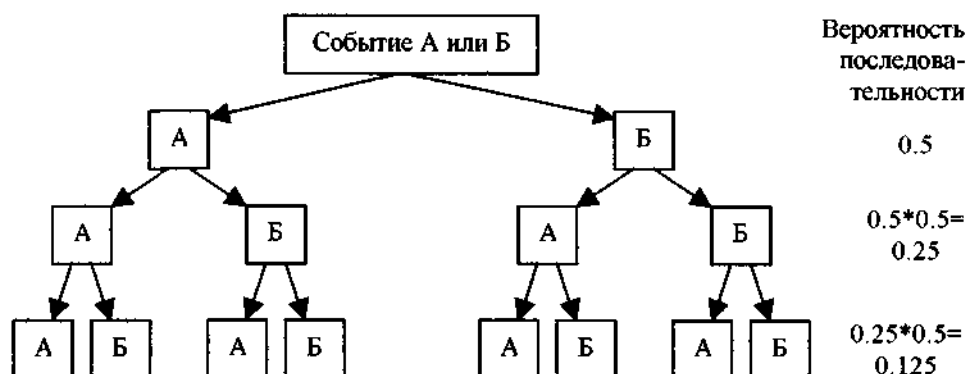 Событие А или Б
Вероятность
последова-
тельности
А
Б
0.5
А
Б
А
Б
0.5*0.5=
0.25
А
Б
А
Б
А
Б
А
Б
0.25*0.5=
0.125